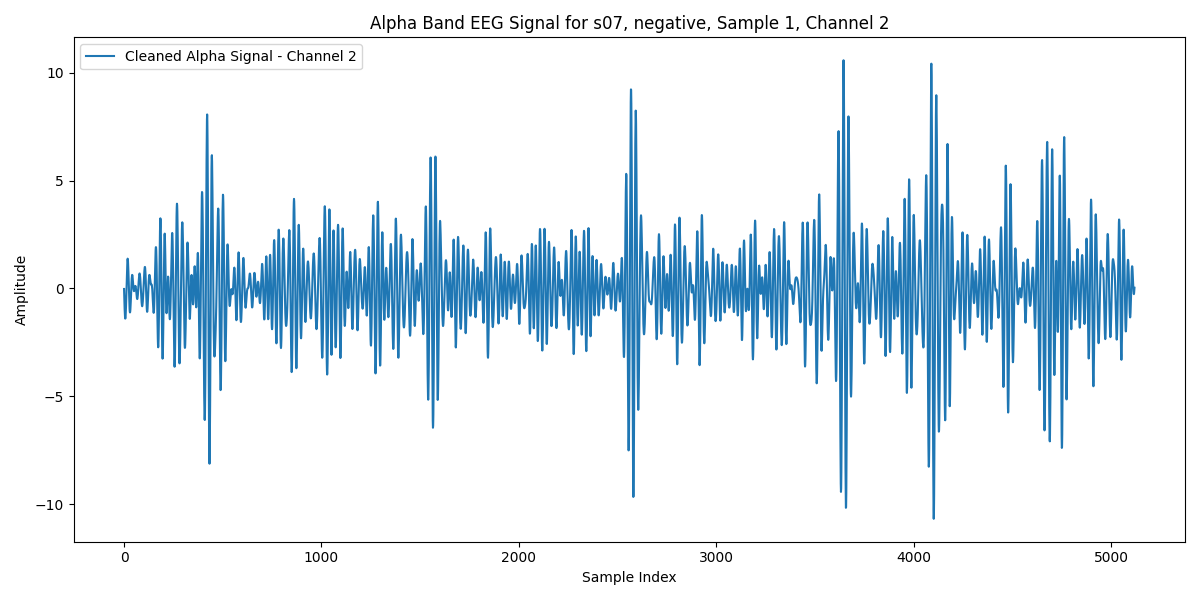 Alpha Band EEG Signal for s07, negative, Sample 1, Channel 2
Cleaned Alpha Signal - Channel 2
10
5
0
−5
−10
Amplitude
0 1000 2000 3000 4000 5000
Sample Index